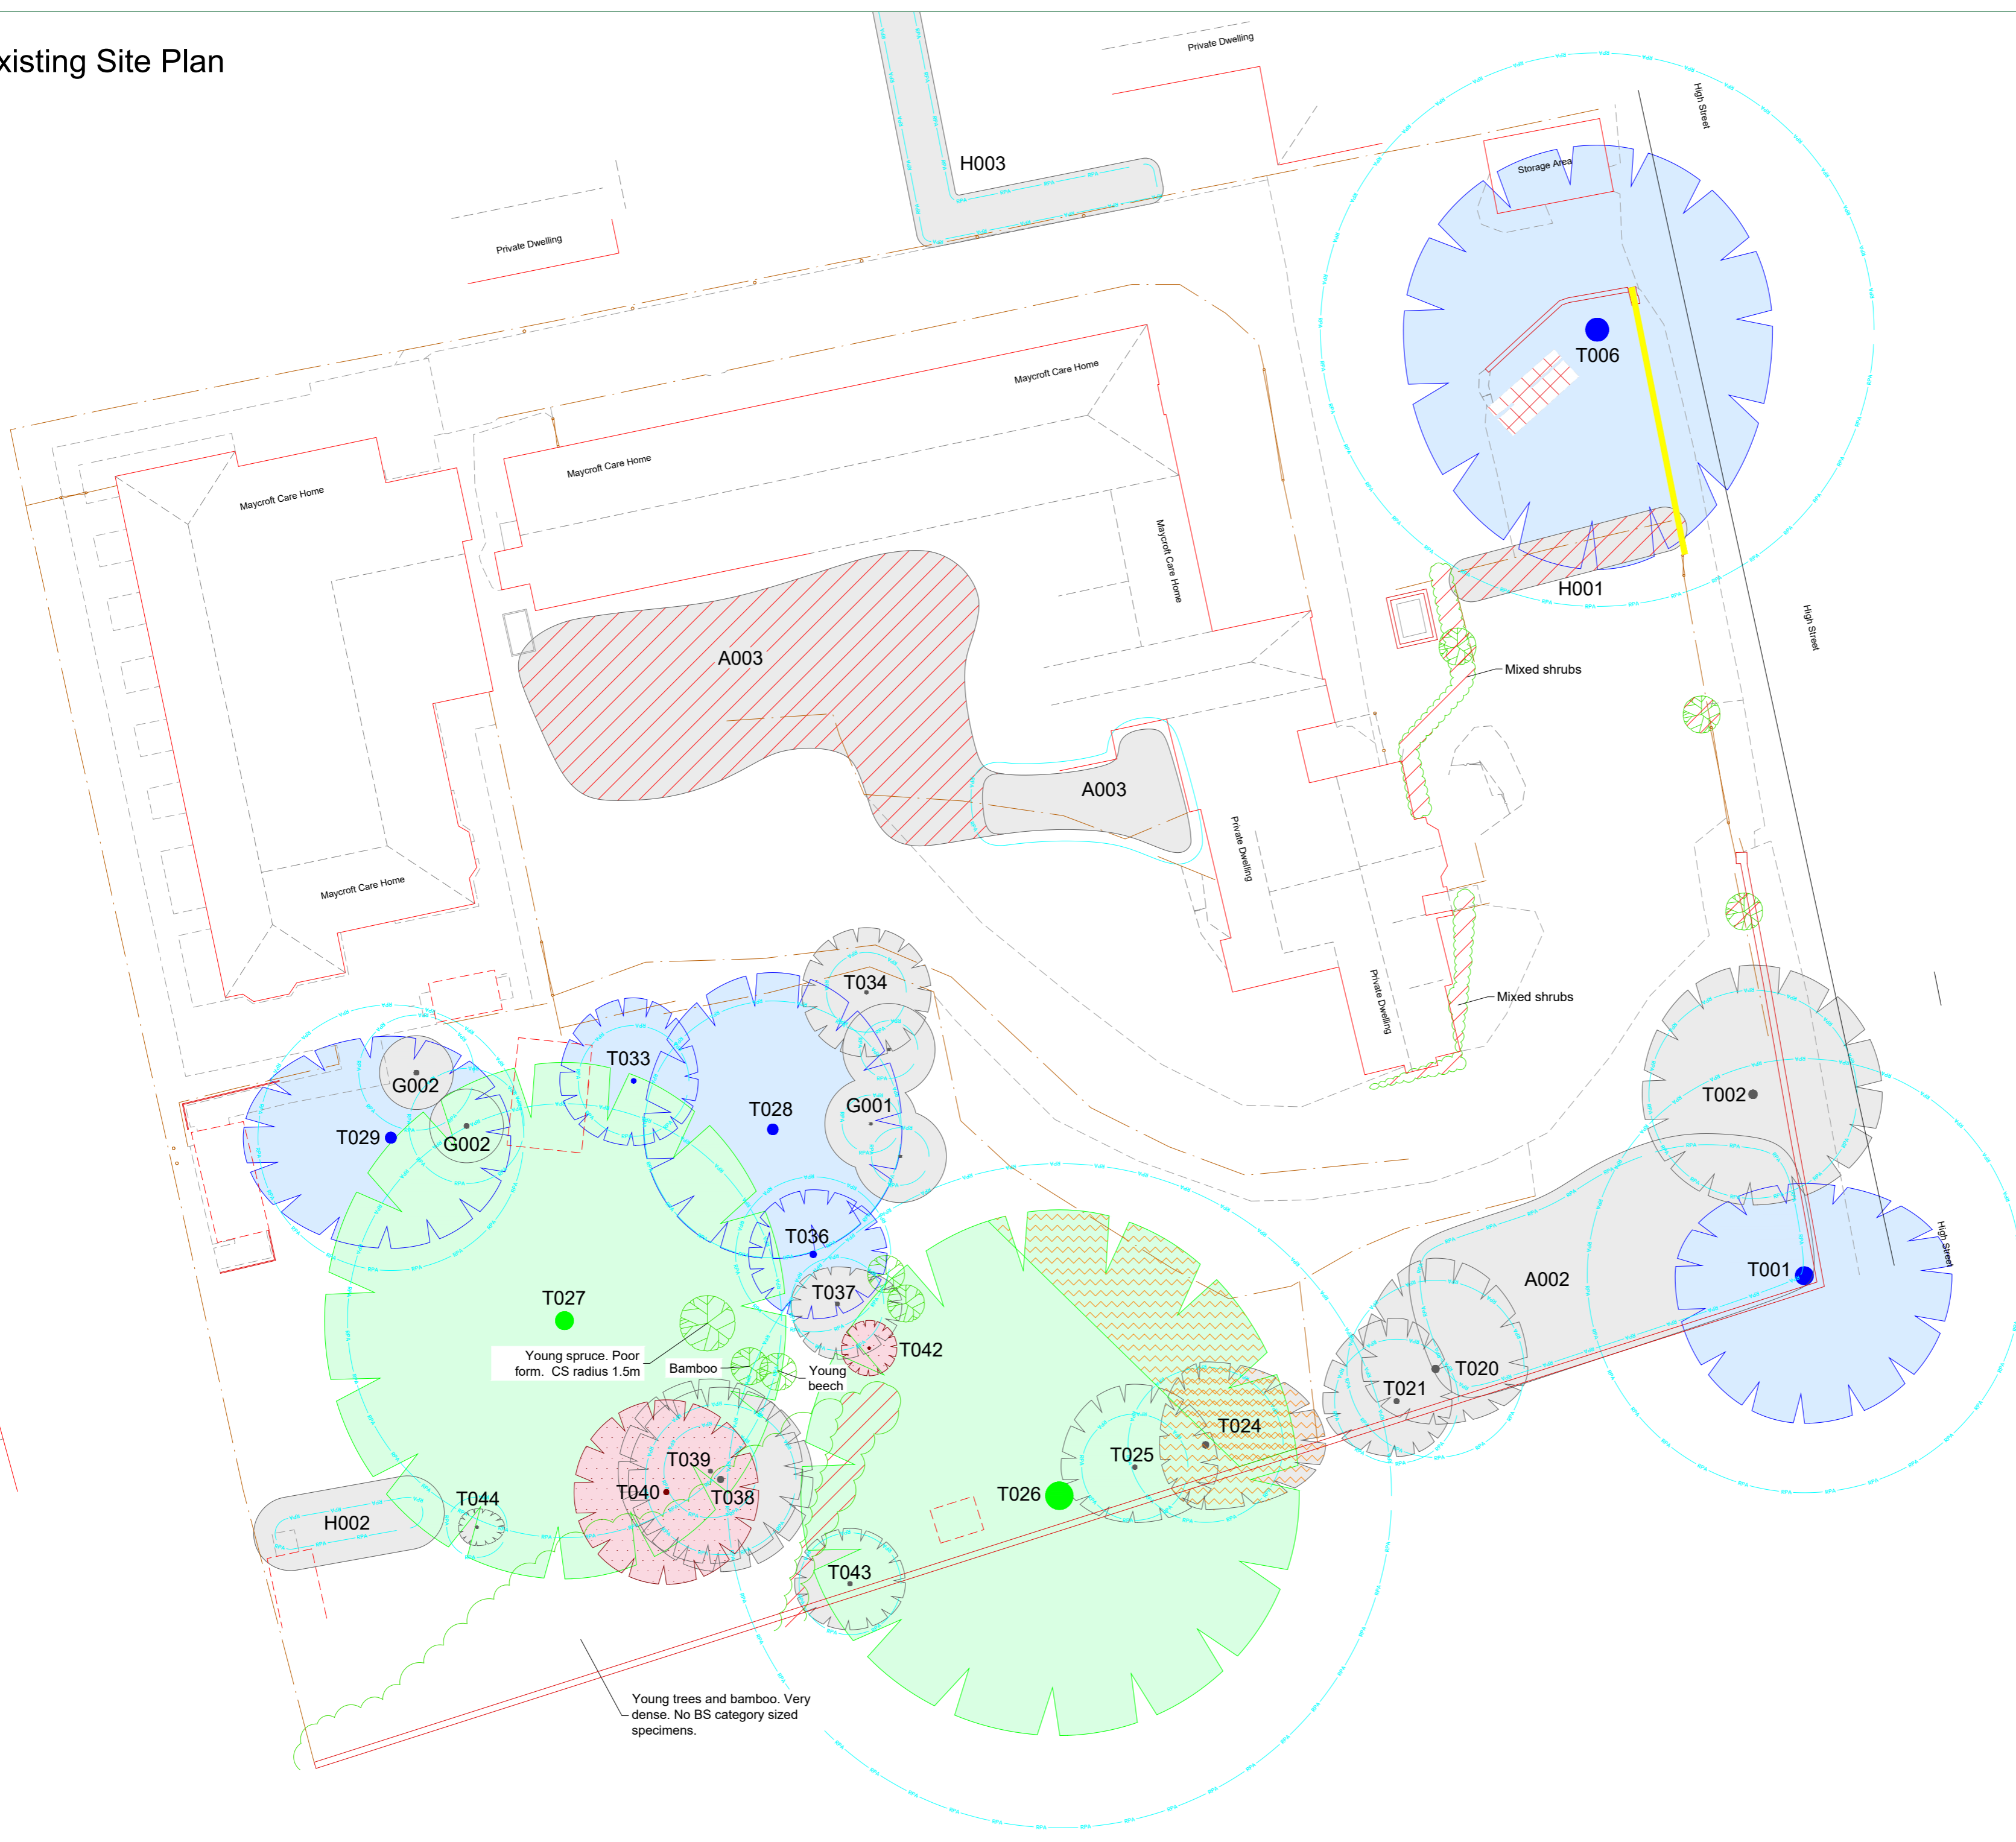 xisting Site Plan
Private Dwelling
High Street
H003
Storage Area
Private Dwelling
T006
Maycroft Care Home
Maycroft Care Home
Maycroft Care Home
Maycroft Care Home
H001
High Street
A003
Mixed shrubs
A003
Private Dwelling
Maycroft Care Home
T034
Private Dwelling
Mixed shrubs
T033
G002
T002
T028
G001
T029
G002
T036
High Street
T001
A002
T037
T027
T042
Young spruce. Poor
form. CS radius 1.5m
Bamboo
Young
beech
T020
T021
T024
T025
T039
T040
T038
T026
T044
H002
T043
Young trees and bamboo. Very
dense. No BS category sized
specimens.
RPA